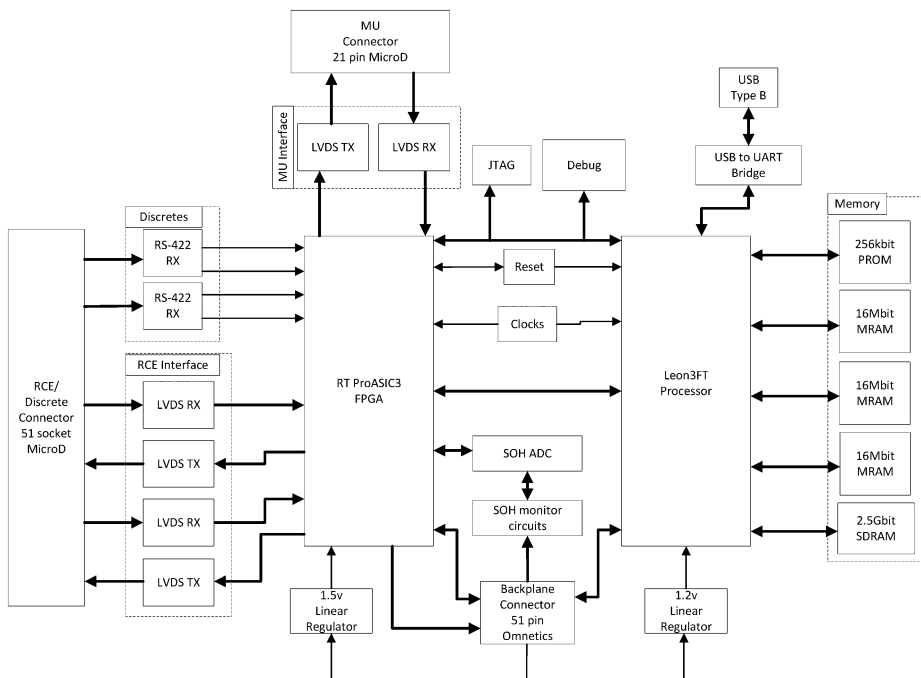 MU
Connector
21 pin MicroD
MU Interface
LVDS TX
LVDS RX
JTAG
Debug
USB
Type B
USB to UART
Bridge
Memory
256kbit
PROM
16Mbit
MRAM
16Mbit
MRAM
16Mbit
MRAM
2.5Gbit
SDRAM
Discretes
RS-422
RX
RS-422
RX
RCE Interface
LVDS RX
LVDS TX
LVDS RX
LVDS TX
RCE/
Discrete
Connector
51 socket
MicroD
RT ProASIC3
FPGA
Reset
Clocks
Leon3FT
Processor
SOH ADC
SOH monitor
circuits
Backplane
Connector
51 pin
Omnetics
1.5v
Linear
Regulator
1.2v
Linear
Regulator